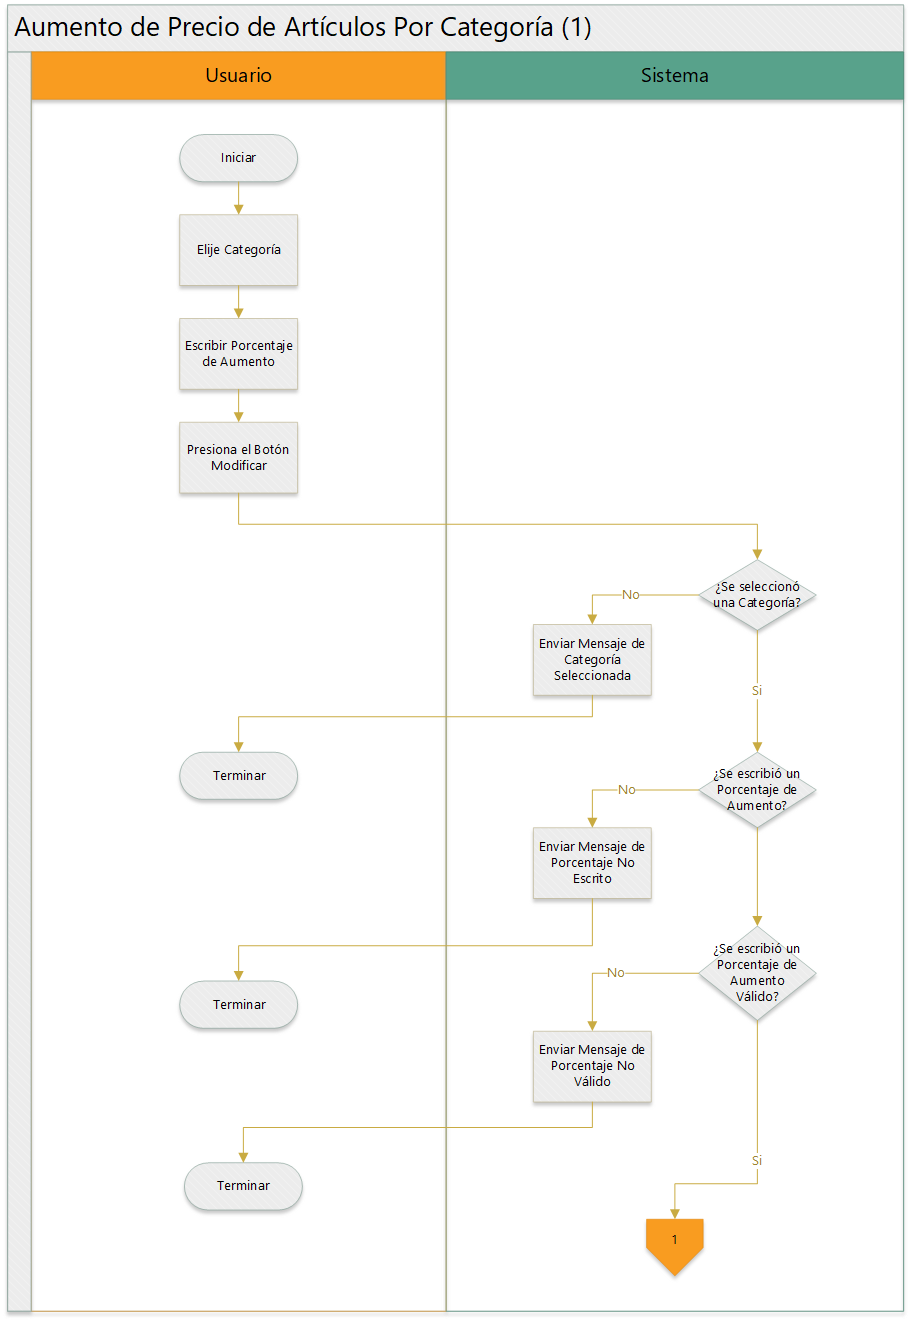 Aumento de Precio de Artículos Por Categoría (1)
Usuario
Sistema
Iniciar
Elije Categoría
Escribir Porcentaje
de Aumento
Presiona el Botón
Modificar
¿Se seleccionó
una Categoría?
No
Enviar Mensaje de
Categoría
Seleccionada
Si
Terminar
¿Se escribió un
Porcentaje de
Aumento?
No
Enviar Mensaje de
Porcentaje No
Escrito
¿Se escribió un
Porcentaje de
Aumento
Válido?
No
Terminar
Enviar Mensaje de
Porcentaje No
Válido
Si
Terminar
1